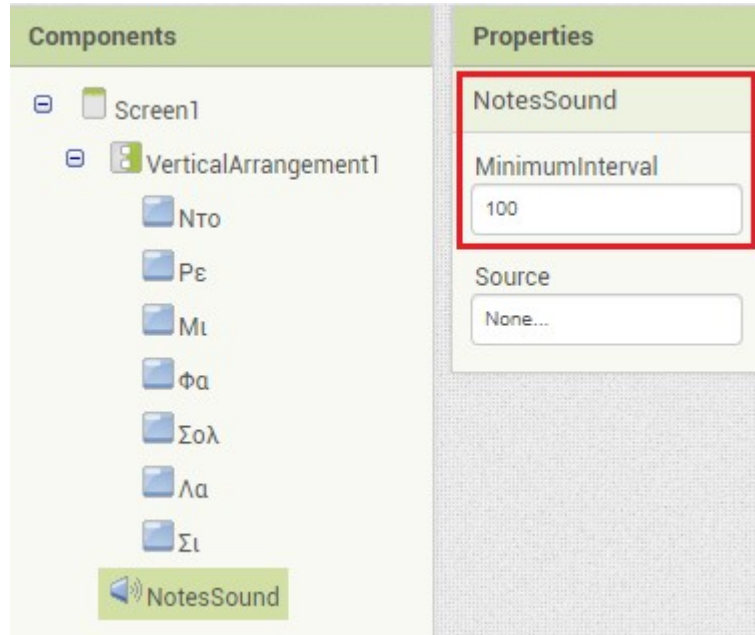 Components
Screen1
VerticalArrangement1
Ντο
Ρε
Μι
Φα
Σολ
Λα
Σι
NotesSound
Properties
NotesSound
MinimumInterval
100
Source
None...